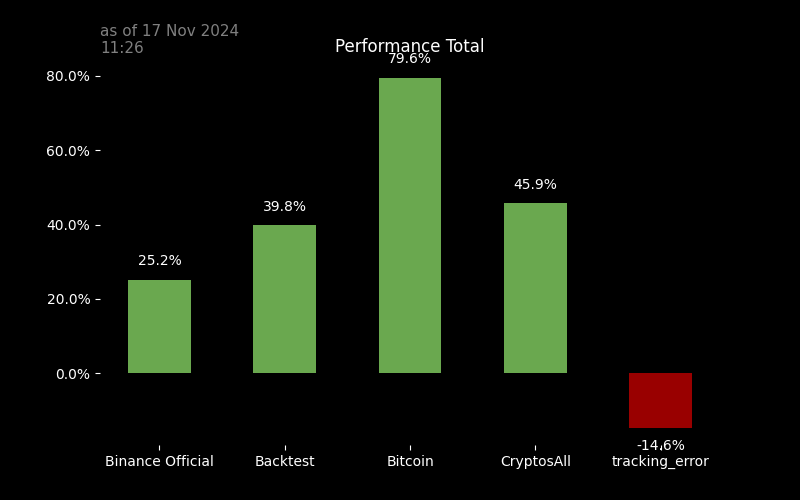 as of 17 Nov 2024
11:26
Performance Total
79.6%
80.0%
60.0%
45.9%
39.8%
40.0%
25.2%
20.0%
0.0%
-14.6%
Binance Official
Backtest
Bitcoin
CryptosAll
tracking_error